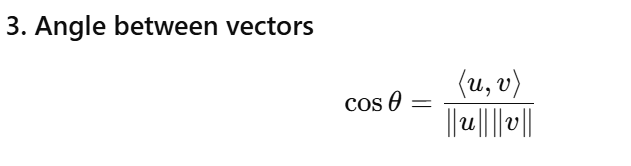 3. Angle between vectors
cos θ = ⟨u, v⟩ / ‖u‖‖v‖